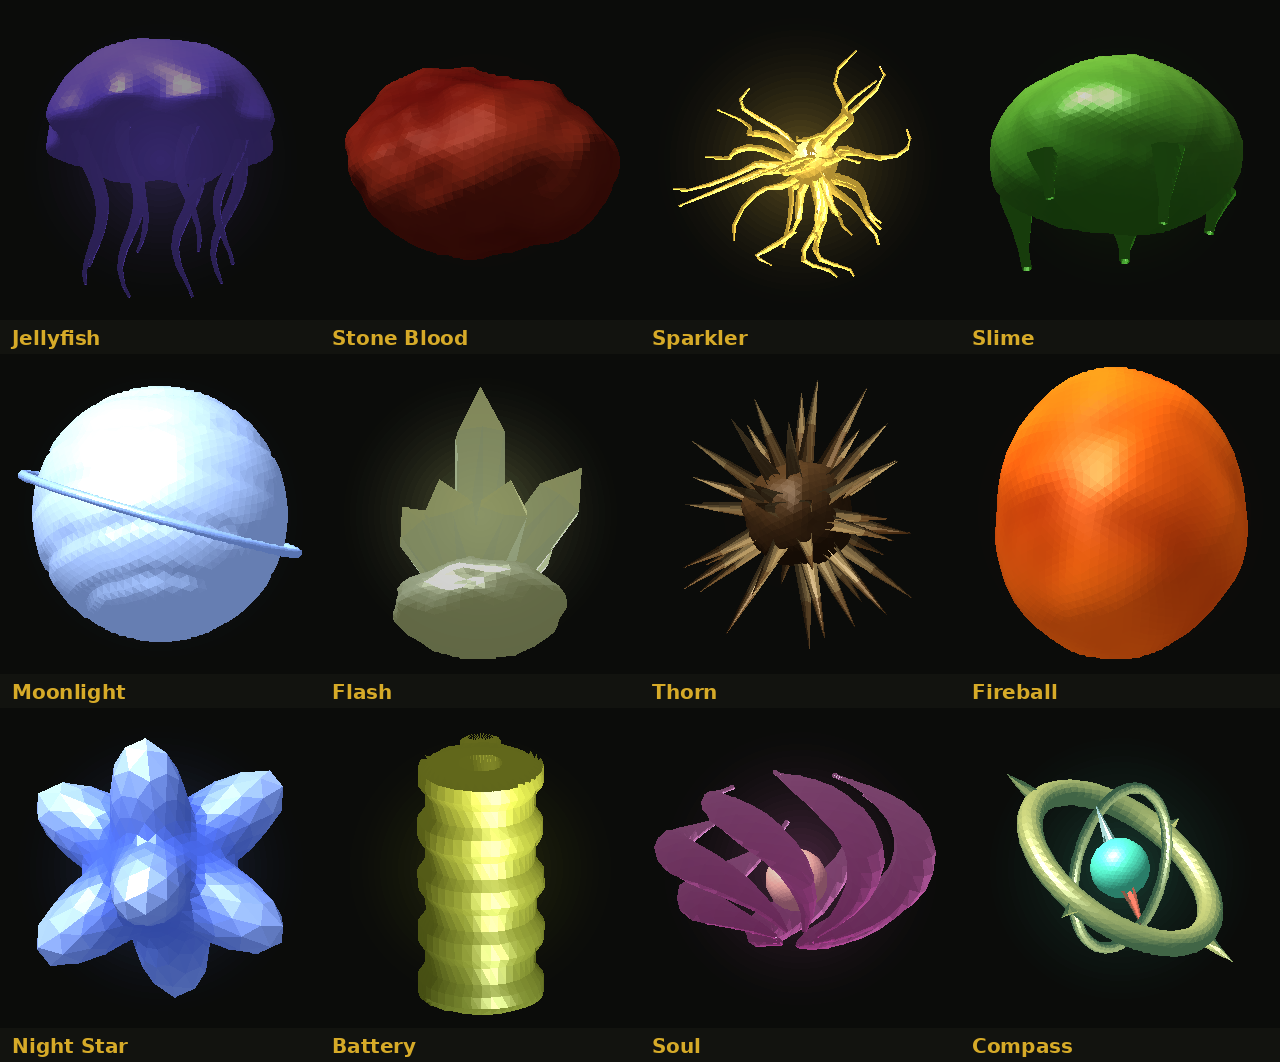 Jellyfish
Stone Blood
Sparkler
Slime
Moonlight
Flash
Thorn
Fireball
Night Star
Battery
Soul
Compass